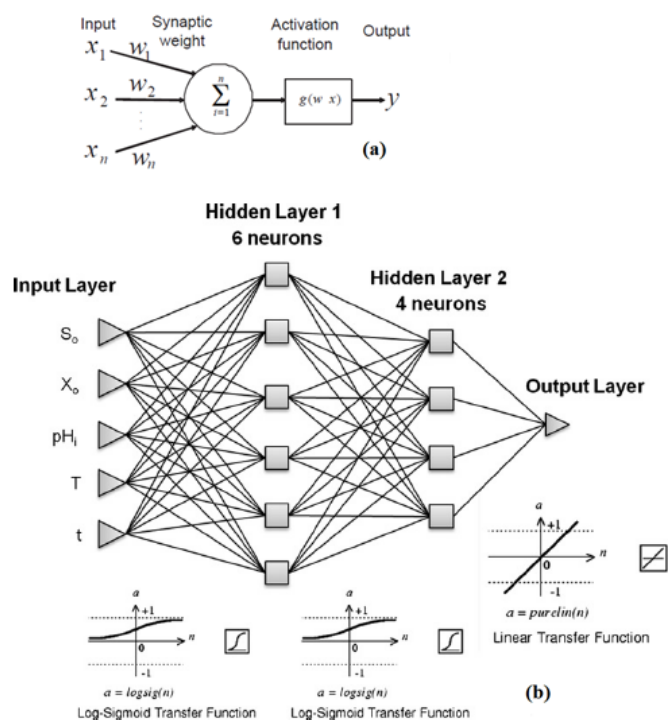 Input Synaptic weight Activation function Output
x₁ w₁
x₂ w₂
⋮
xₙ wₙ
n
∑
i=1
g(w x)
y
(a)
Hidden Layer 1
6 neurons
Hidden Layer 2
4 neurons
Input Layer
Sₒ
Xₒ
pHᵢ
T
t
Output Layer
a
+1
n
0
-1
a = purelin(n)
Linear Transfer Function
a
+1
n
0
-1
a = logsig(n)
Log-Sigmoid Transfer Function
a
+1
n
0
-1
a = logsig(n)
Log-Sigmoid Transfer Function
(b)